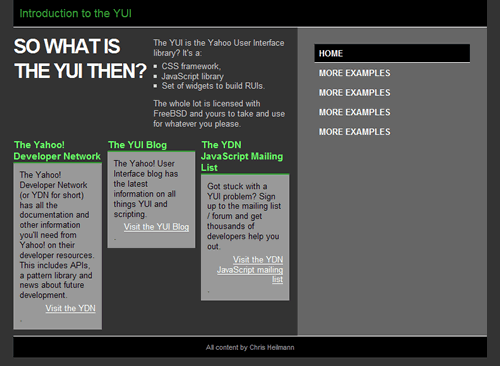 Introduction to the YUI
SO WHAT IS
THE YUI THEN?
The YUI is the Yahoo User Interface
library? It's a:
CSS framework,
JavaScript library
Set of widgets to build RUIs.
The whole lot is licensed with
FreeBSD and yours to take and use
for whatever you please.
The Yahoo!
Developer Network
The Yahoo!
Developer Network
(or YDN for short)
has all the
documentation and
other information
you'll need from
Yahoo! on their
developer resources.
This includes APIs,
a pattern library and
news about future
development.
Visit the YDN
.
The YUI Blog
The Yahoo! User
Interface blog has
the latest
information on all
things YUI and
scripting.
Visit the YUI Blog
.
The YDN
JavaScript Mailing
List
Got stuck with a
YUI problem? Sign
up to the mailing list
/ forum and get
thousands of
developers help you
out.
Visit the YDN
JavaScript mailing
list
.
HOME
MORE EXAMPLES
MORE EXAMPLES
MORE EXAMPLES
MORE EXAMPLES
All content by Chris Heilmann